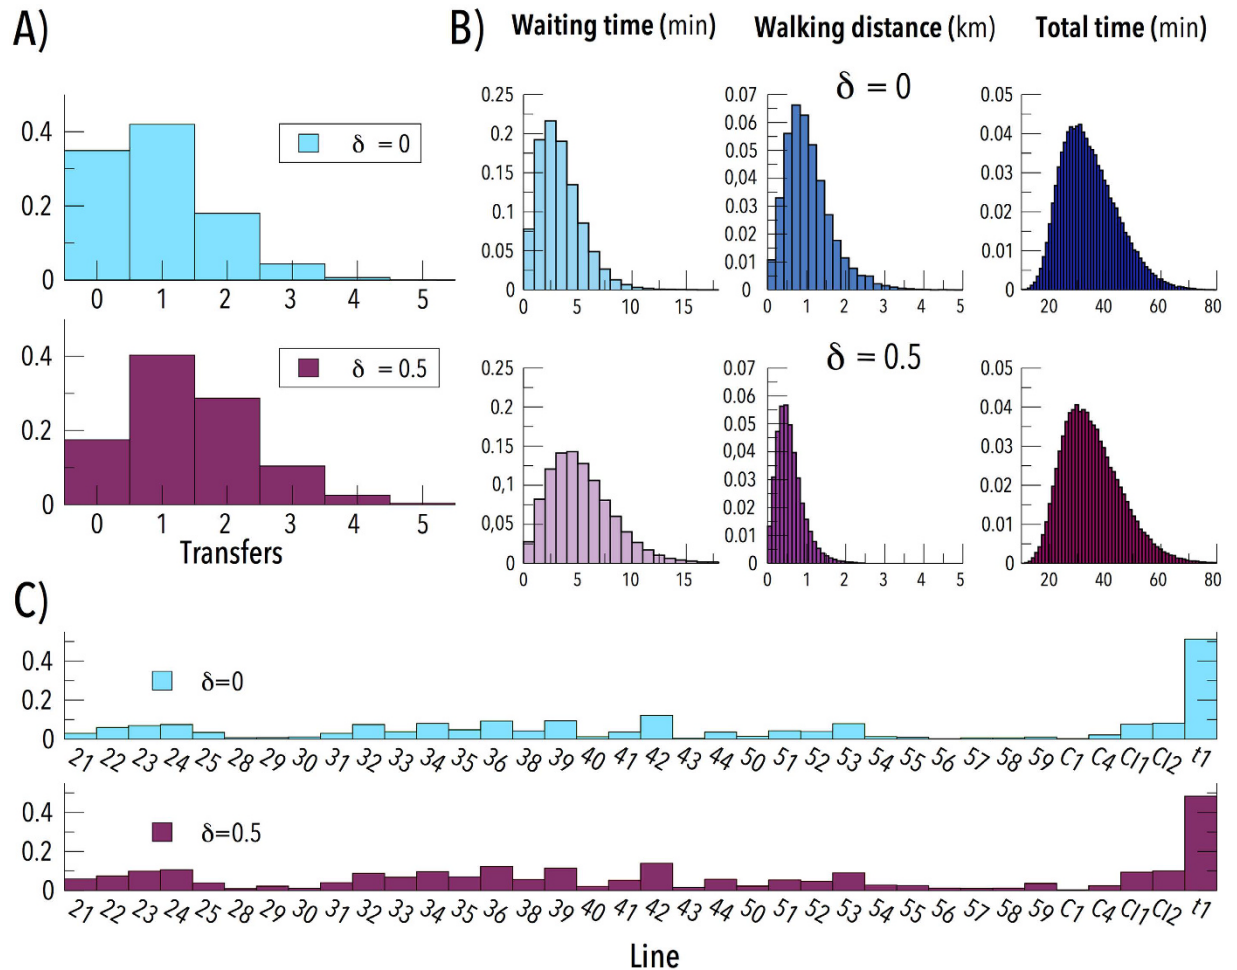 A)
0.4
0.2
0
δ = 0
0 1 2 3 4 5
0.4
0.2
0
δ = 0.5
0 1 2 3 4 5
Transfers
B)
Waiting time (min)
Walking distance (km)
Total time (min)
δ = 0
0.25
0.2
0.15
0.1
0.05
0
0 5 10 15
0.07
0.06
0.05
0,04
0.03
0.02
0.01
0
0 1 2 3 4 5
0.05
0.04
0.03
0.02
0.01
0
20 40 60 80
δ = 0.5
0.25
0.2
0.15
0,1
0,05
0
0 5 10 15
0.07
0.06
0.05
0,04
0.03
0.02
0.01
0
0 1 2 3 4 5
0.05
0.04
0.03
0.02
0.01
0
20 40 60 80
C)
0.4
0.2
0
δ=0
21 22 23 24 25 28 29 30 31 32 33 34 35 36 38 39 40 41 42 43 44 50 51 52 53 54 55 56 57 58 59 C1 C4 CI1 CI2 t1
0.4
0.2
0
δ=0.5
21 22 23 24 25 28 29 30 31 32 33 34 35 36 38 39 40 41 42 43 44 50 51 52 53 54 55 56 57 58 59 C1 C4 CI1 CI2 t1
Line